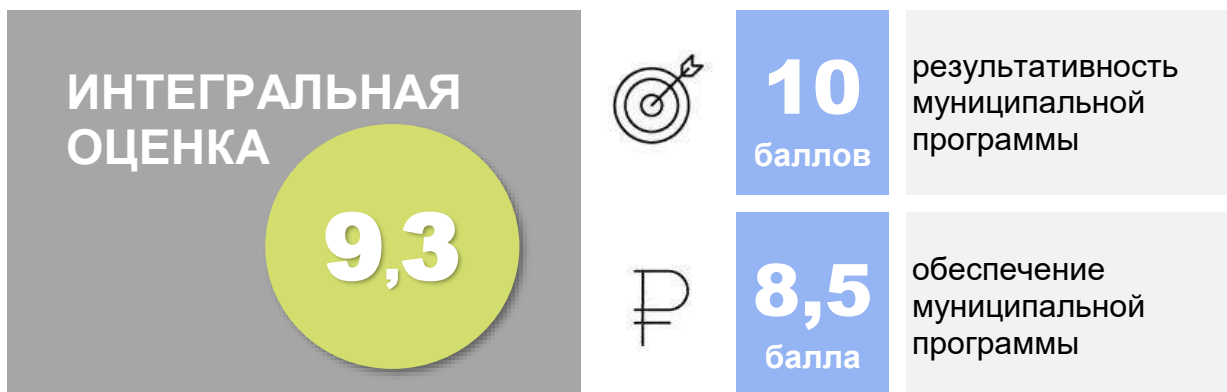 ИНТЕГРАЛЬНАЯ
ОЦЕНКА
9,3
10
баллов
результативность
муниципальной
программы
8,5
балла
обеспечение
муниципальной
программы